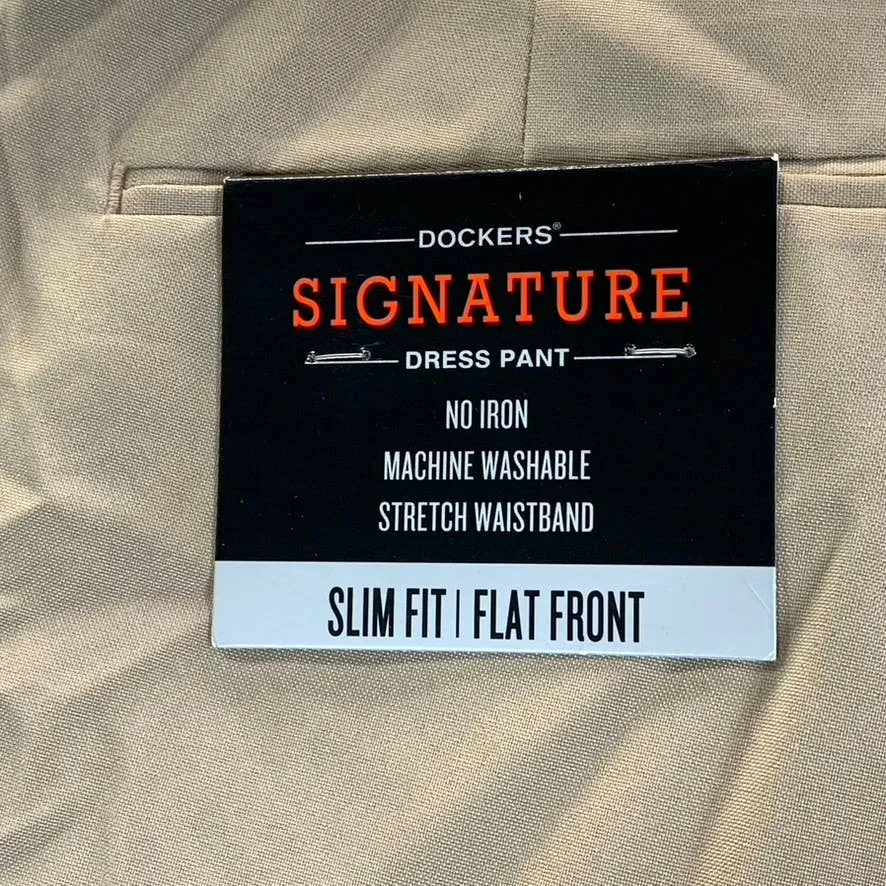 DOCKERS®
SIGNATURE
DRESS PANT
NO IRON
MACHINE WASHABLE
STRETCH WAISTBAND
SLIM FIT | FLAT FRONT